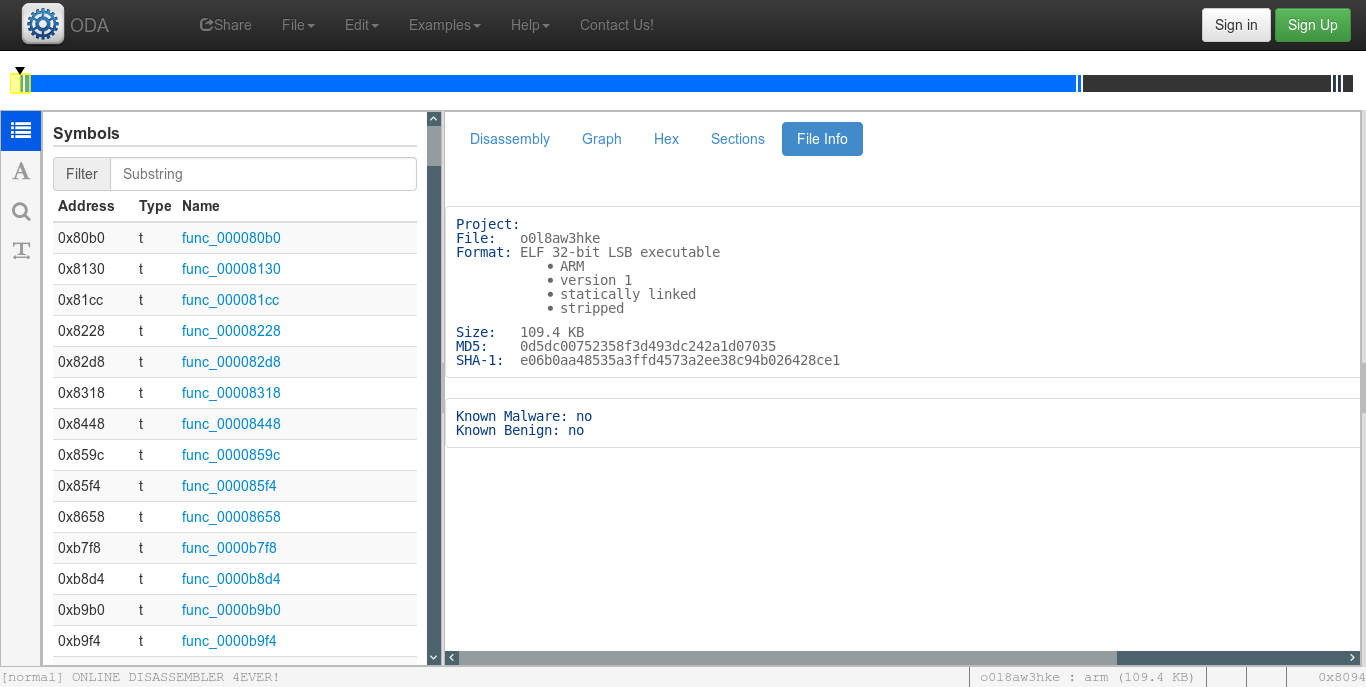 ODA Share File Edit Examples Help Contact Us! Sign in Sign Up
Symbols
Filter Substring
Address Type Name
0x80b0 t func_000080b0
0x8130 t func_00008130
0x81cc t func_000081cc
0x8228 t func_00008228
0x82d8 t func_000082d8
0x8318 t func_00008318
0x8448 t func_00008448
0x859c t func_0000859c
0x85f4 t func_000085f4
0x8658 t func_00008658
0xb7f8 t func_0000b7f8
0xb8d4 t func_0000b8d4
0xb9b0 t func_0000b9b0
0xb9f4 t func_0000b9f4
Disassembly Graph Hex Sections File Info
Project:
File: o0l8aw3hke
Format: ELF 32-bit LSB executable
• ARM
• version 1
• statically linked
• stripped
Size: 109.4 KB
MD5: 0d5dc00752358f3d493dc242a1d07035
SHA-1: e06b0aa48535a3ffd4573a2ee38c94b026428ce1
Known Malware: no
Known Benign: no
[normal] ONLINE DISASSEMBLER 4EVER! o0l8aw3hke : arm (109.4 KB) 0x8094